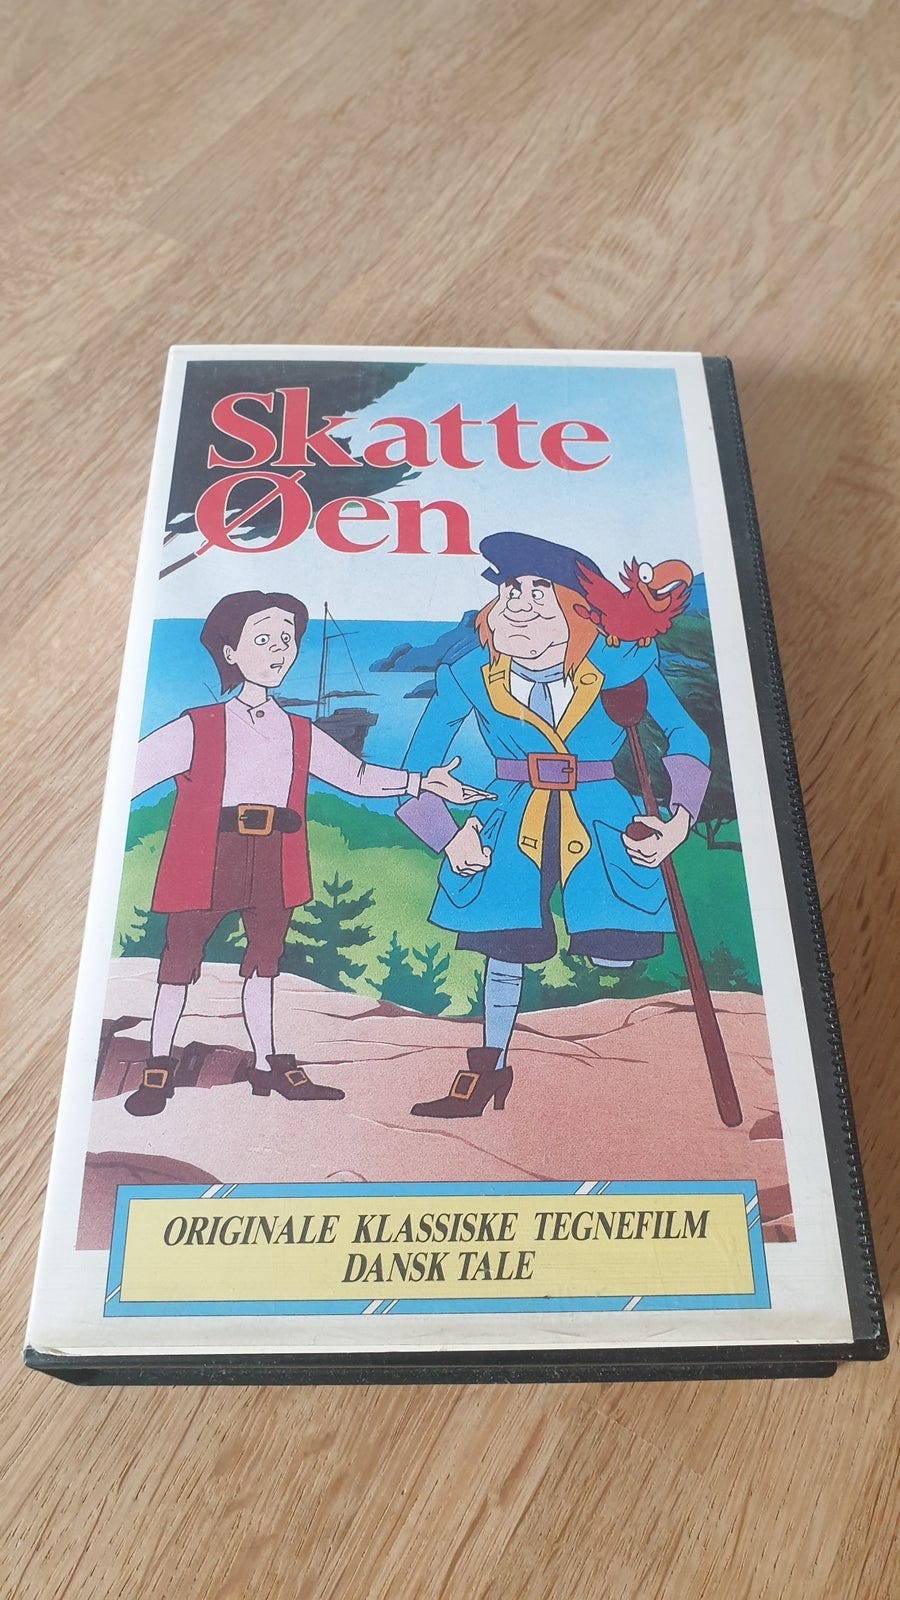 Skatte
Øen
ORIGINALE KLASSISKE TEGNEFILM
DANSK TALE